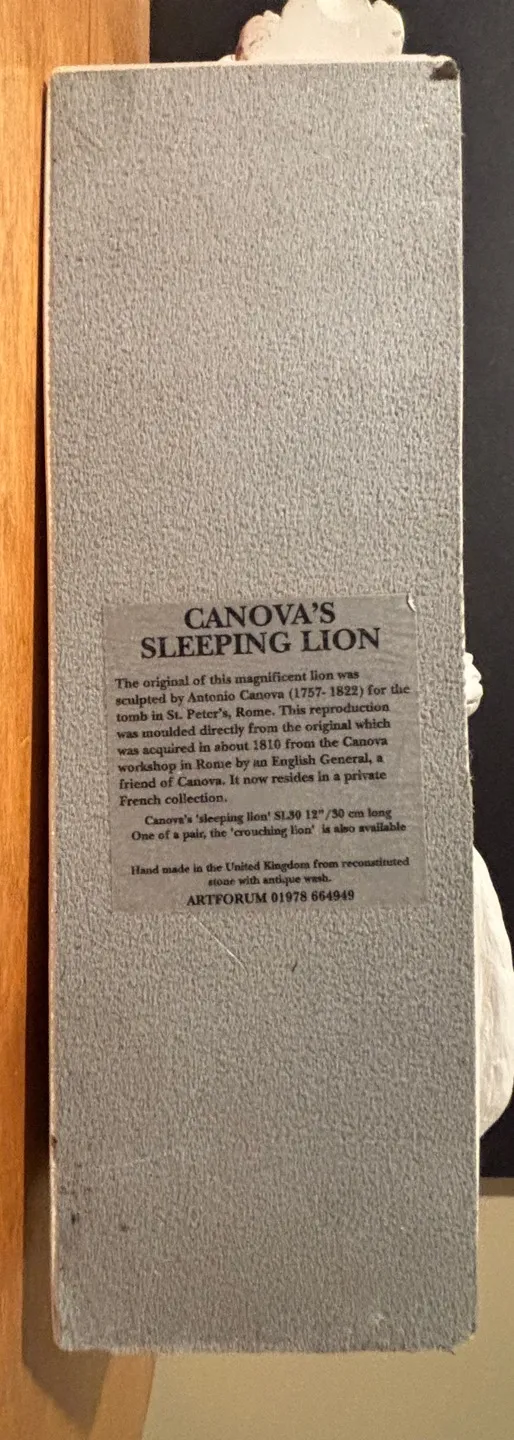 CANOVA'S
SLEEPING LION
The original of this magnificent lion was
sculpted by Antonio Canova (1757- 1822) for the
tomb in St. Peter's, Rome. This reproduction
was moulded directly from the original which
was acquired in about 1810 from the Canova
workshop in Rome by an English General, a
friend of Canova. It now resides in a private
French collection.
Canova's 'sleeping lion' SL30 12"/30 cm long
One of a pair, the 'crouching lion' is also available
Hand made in the United Kingdom from reconstituted
stone with antique wash.
ARTFORUM 01978 664949